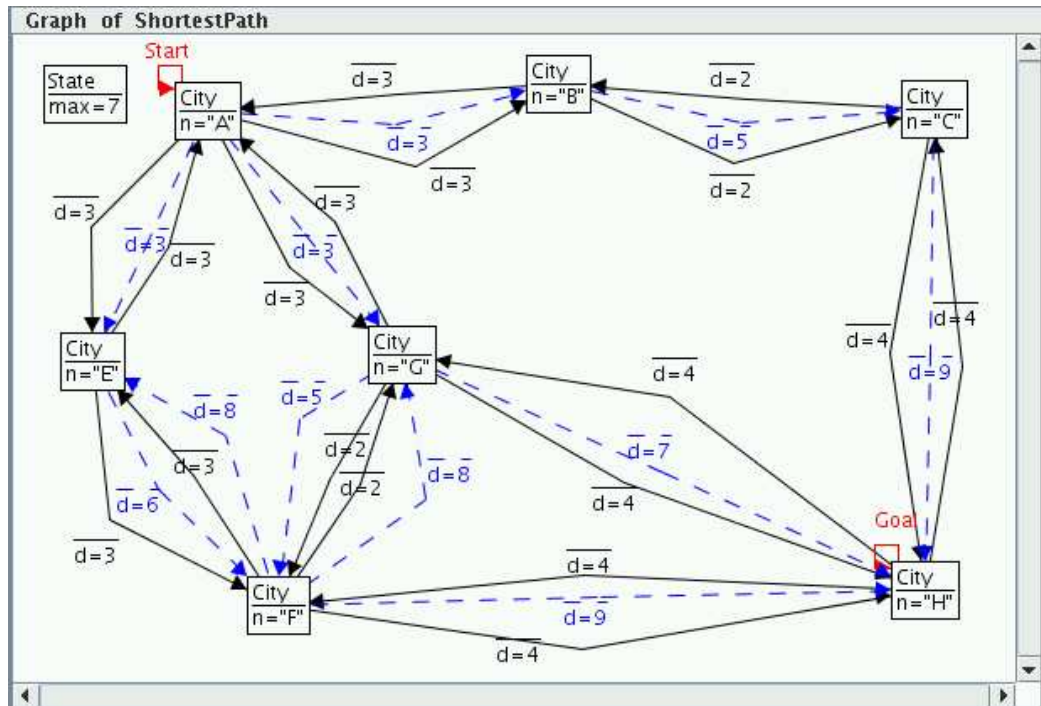 Graph of ShortestPath
Start
State
max=7
City
n="A"
d=3
City
n="B"
d=2
City
n="C"
d=3
d=5
d=3
d=2
d=3
d=3
d=3
d=3
d=3
d=3
City
n="E"
City
n="G"
d=4
d=4
d=4
d=9
d=8
d=5
d=2
d=3
d=2
d=8
d=7
d=6
d=4
d=3
Goal
d=4
City
n="F"
City
n="H"
d=9
d=4